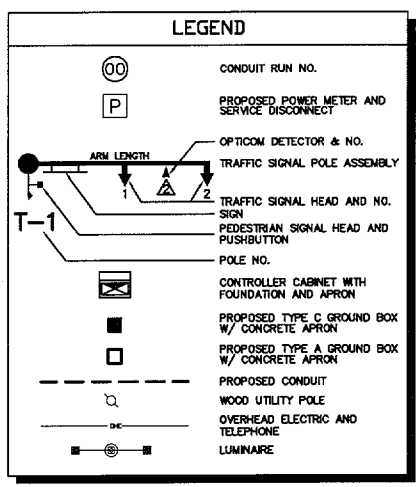 LEGEND
00
CONDUIT RUN NO.
P
PROPOSED POWER METER AND
SERVICE DISCONNECT
OPTICOM DETECTOR & NO.
ARM LENGTH
TRAFFIC SIGNAL POLE ASSEMBLY
1
2
2
TRAFFIC SIGNAL HEAD AND NO.
SIGN
T-1
PEDESTRIAN SIGNAL HEAD AND
PUSHBUTTON
POLE NO.
CONTROLLER CABINET WITH
FOUNDATION AND APRON
PROPOSED TYPE C GROUND BOX
W/ CONCRETE APRON
PROPOSED TYPE A GROUND BOX
W/ CONCRETE APRON
PROPOSED CONDUIT
WOOD UTILITY POLE
OVERHEAD ELECTRIC AND
TELEPHONE
LUMINAIRE